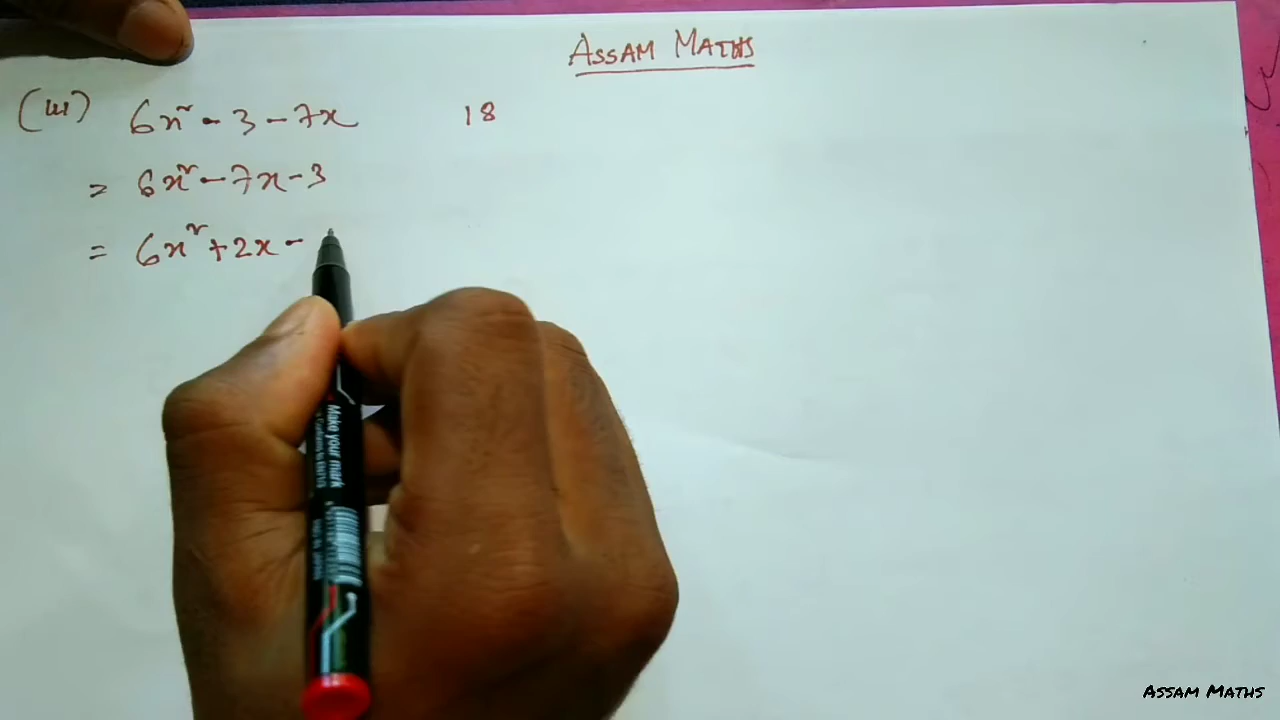 ASSAM MATHS
(iii) 6x² - 3 - 7x 18
= 6x² - 7x - 3
= 6x² + 2x -
Make your mark
ASSAM MATHS